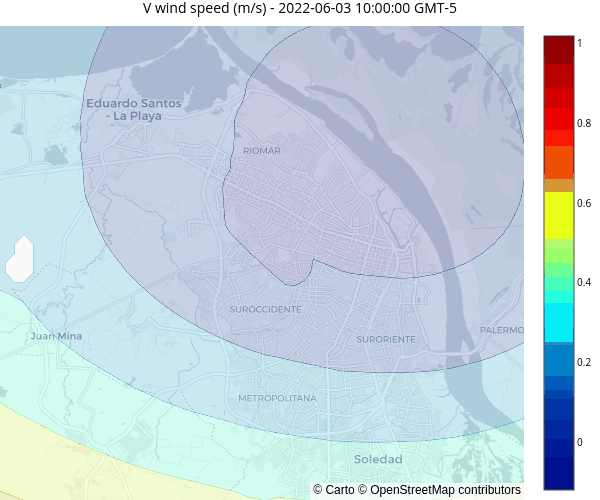 V wind speed (m/s) - 2022-06-03 10:00:00 GMT-5
1
Eduardo Santos
- La Playa
0.8
RIOMAR
0.6
0.4
SUROCCIDENTE
PALERMO
Juan Mina
SURORIENTE
0.2
METROPOLITANA
0
Soledad
© Carto © OpenStreetMap contributors